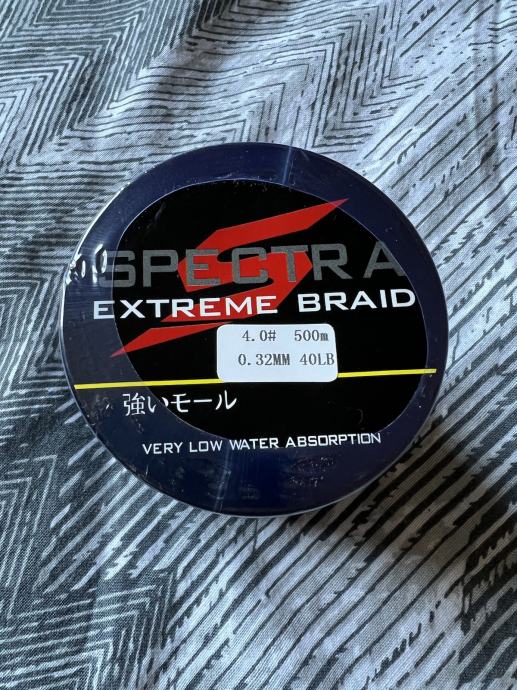 SPECTRA
EXTREME BRAID
4.0# 500m
0.32MM 40LB
強いモール
VERY LOW WATER ABSORPTION